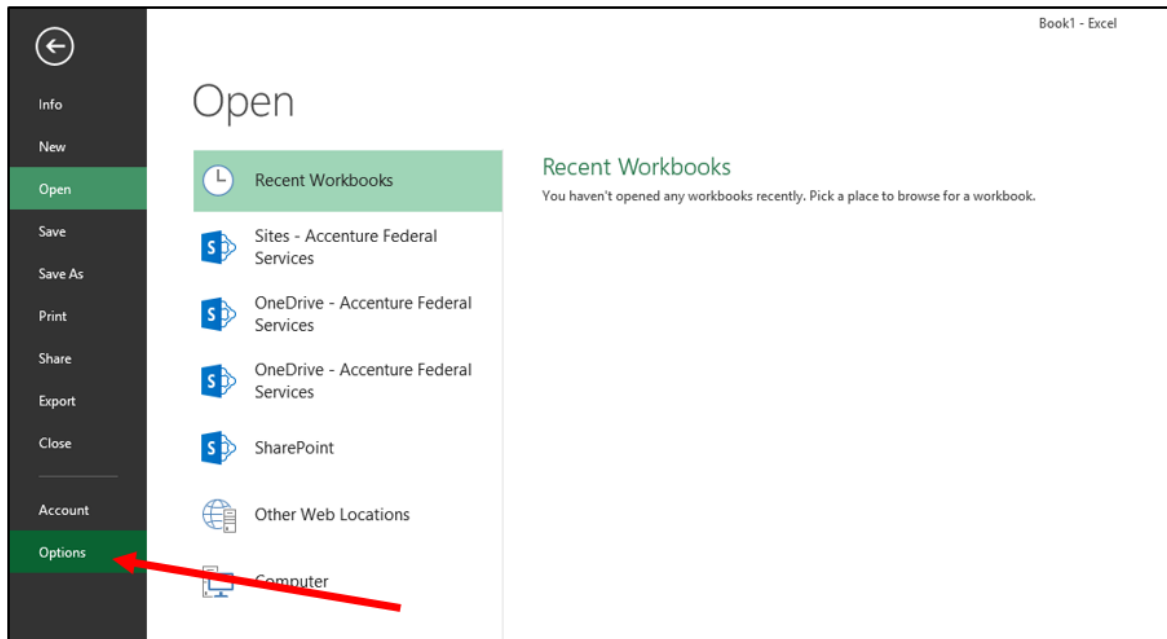 Book1 - Excel
Info
New
Open
Save
Save As
Print
Share
Export
Close
Account
Options
Open
Recent Workbooks
Sites - Accenture Federal
Services
OneDrive - Accenture Federal
Services
OneDrive - Accenture Federal
Services
SharePoint
Other Web Locations
Computer
Recent Workbooks
You haven't opened any workbooks recently. Pick a place to browse for a workbook.